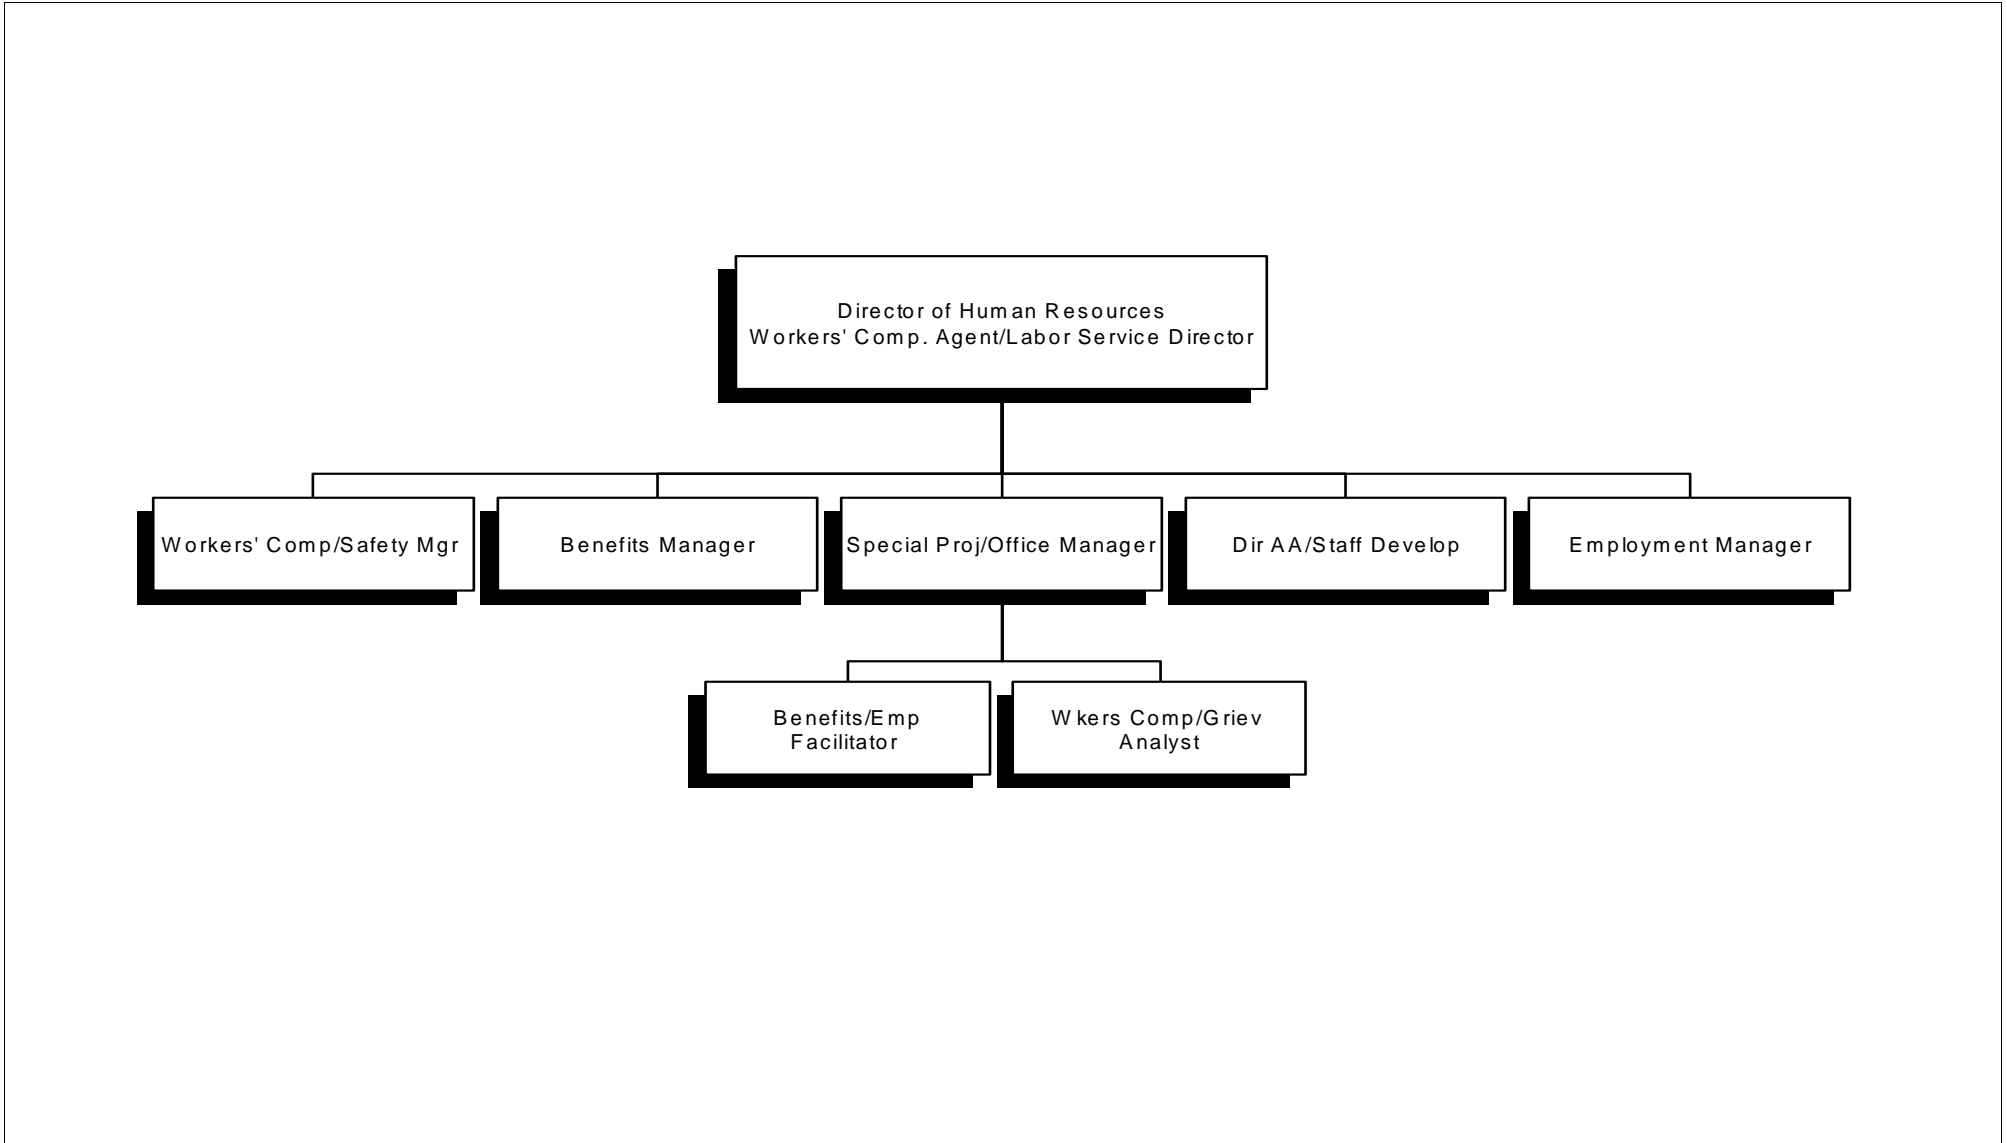 Director of Human Resources
Workers' Comp. Agent/Labor Service Director
Workers' Comp/Safety Mgr
Benefits Manager
Special Proj/Office Manager
Dir AA/Staff Develop
Employment Manager
Benefits/Emp
Facilitator
Wkers Comp/Griev
Analyst